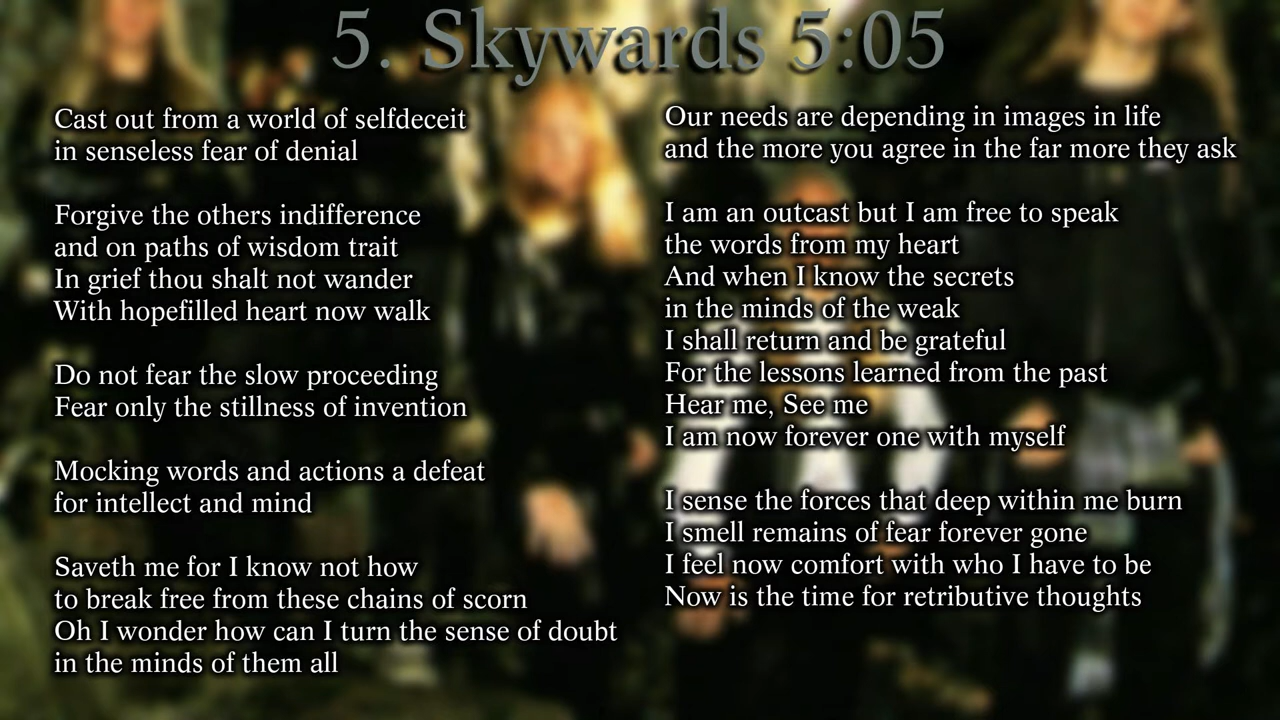 5. Skywards 5:05
Cast out from a world of selfdeceit
in senseless fear of denial
Forgive the others indifference
and on paths of wisdom trait
In grief thou shalt not wander
With hopefilled heart now walk
Do not fear the slow proceeding
Fear only the stillness of invention
Mocking words and actions a defeat
for intellect and mind
Saveth me for I know not how
to break free from these chains of scorn
Oh I wonder how can I turn the sense of doubt
in the minds of them all
Our needs are depending in images in life
and the more you agree in the far more they ask
I am an outcast but I am free to speak
the words from my heart
And when I know the secrets
in the minds of the weak
I shall return and be grateful
For the lessons learned from the past
Hear me, See me
I am now forever one with myself
I sense the forces that deep within me burn
I smell remains of fear forever gone
I feel now comfort with who I have to be
Now is the time for retributive thoughts